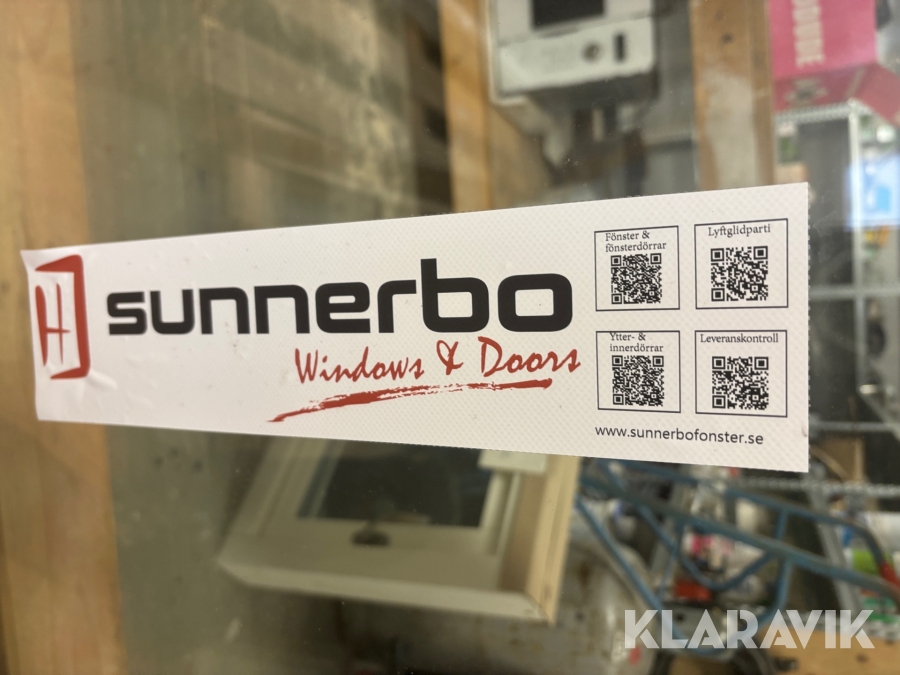 sunnerbo
Windows & Doors
Fönster &
fönsterdörrar
Lyftglidparti
Ytter- &
innerdörrar
Leveranskontroll
www.sunnerbofonster.se
KLARAVIK